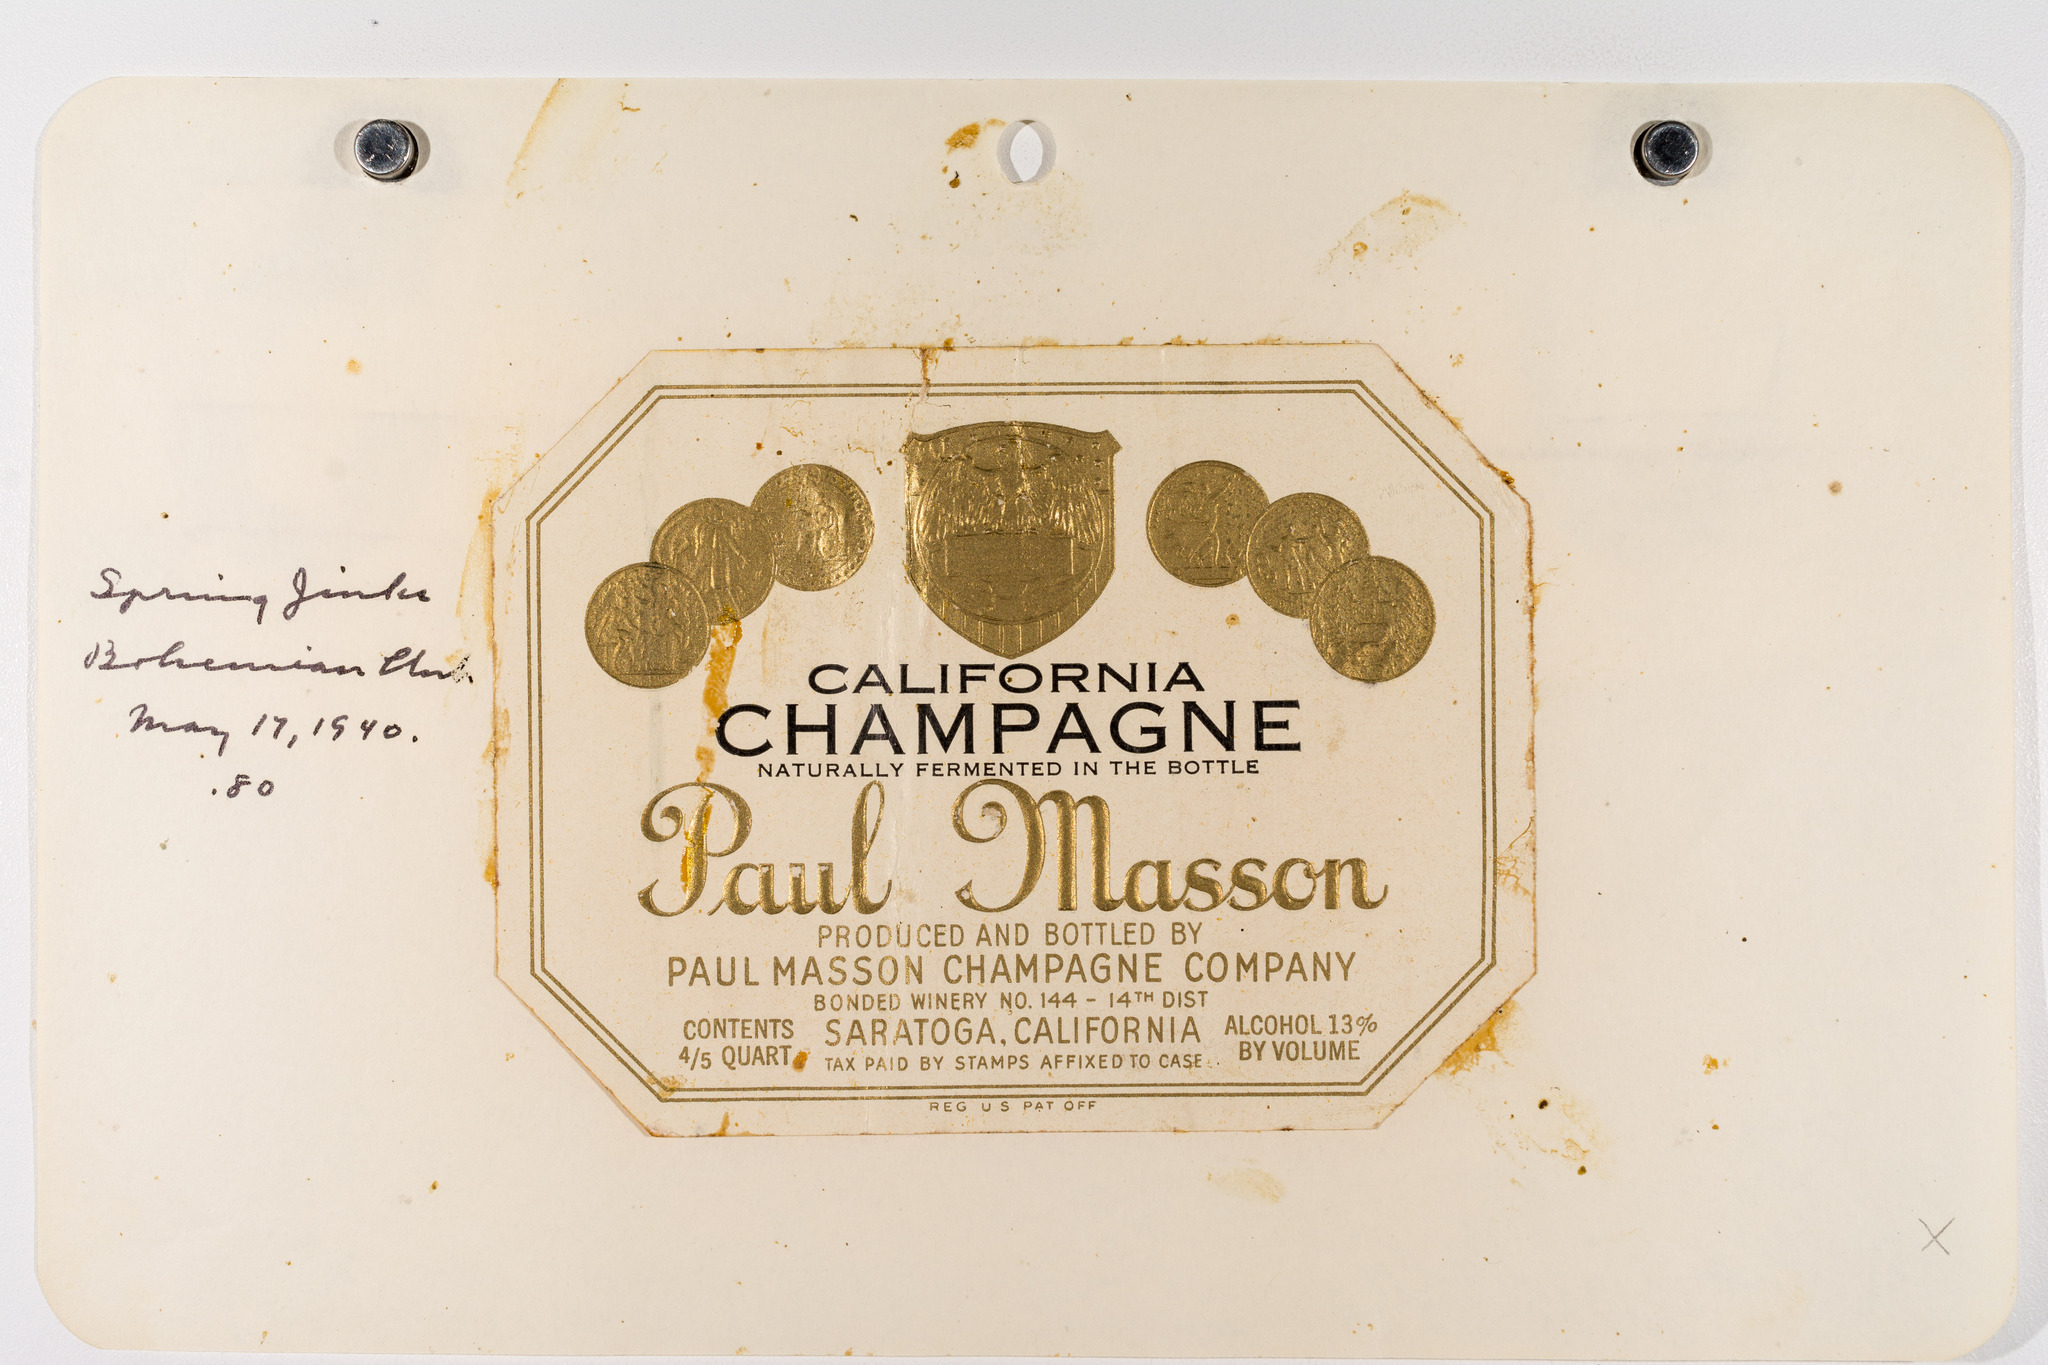 Spring Jinks
Bohemian Club.
May 17, 1940.
.80
CALIFORNIA
CHAMPAGNE
NATURALLY FERMENTED IN THE BOTTLE
Paul Masson
PRODUCED AND BOTTLED BY
PAUL MASSON CHAMPAGNE COMPANY
BONDED WINERY NO. 144 - 14TH DIST
CONTENTS 4/5 QUART
SARATOGA, CALIFORNIA
ALCOHOL 13% BY VOLUME
TAX PAID BY STAMPS AFFIXED TO CASE
REG U S PAT OFF
X